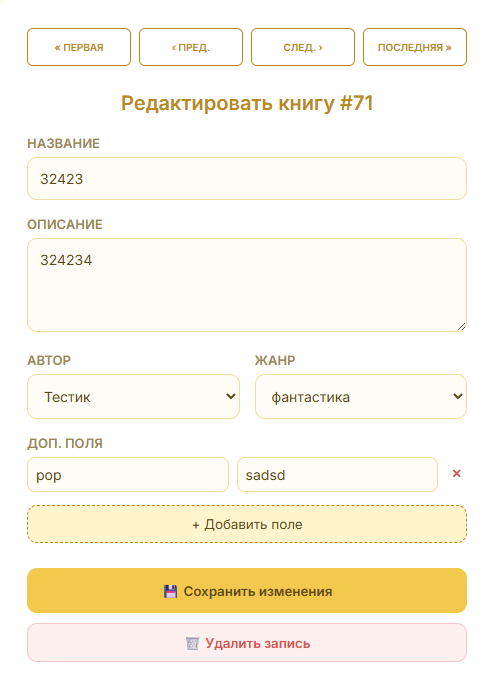 « ПЕРВАЯ ‹ ПРЕД. СЛЕД. › ПОСЛЕДНЯЯ »
Редактировать книгу #71
НАЗВАНИЕ
32423
ОПИСАНИЕ
324234
АВТОР ЖАНР
Тестик фантастика
ДОП. ПОЛЯ
pop sadsd ×
+ Добавить поле
💾 Сохранить изменения
🗑️ Удалить запись